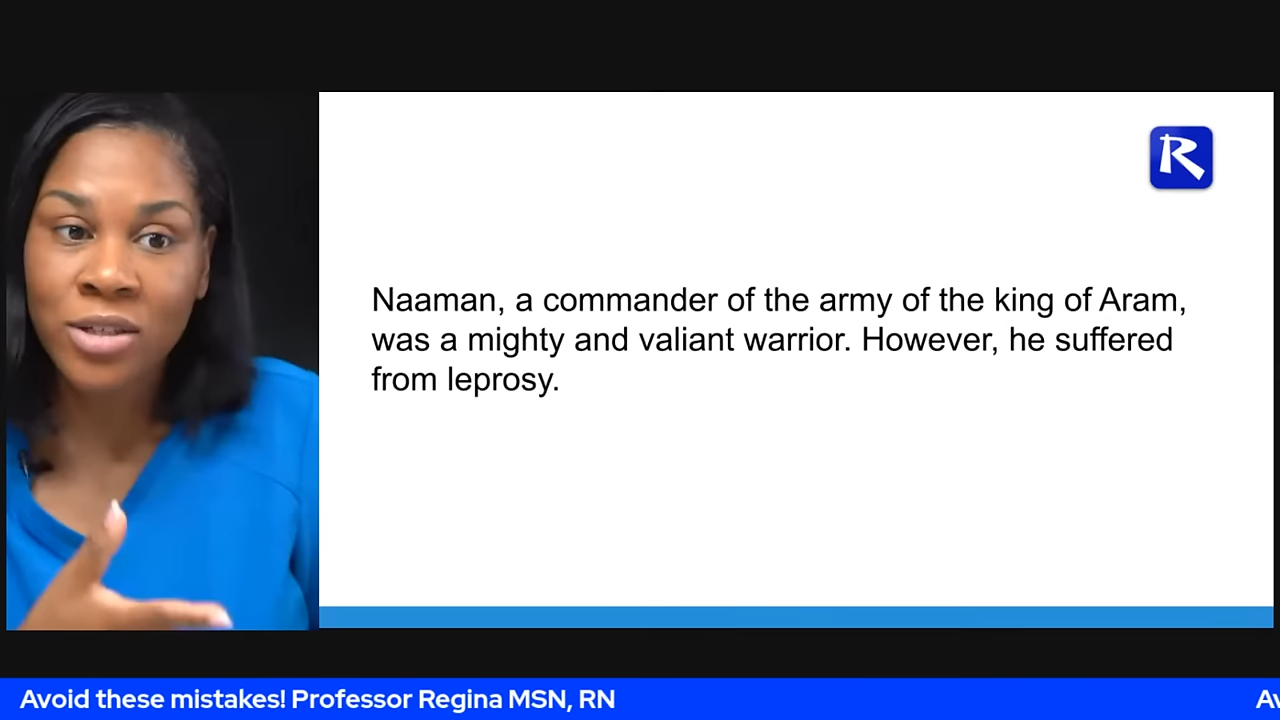 R
Naaman, a commander of the army of the king of Aram,
was a mighty and valiant warrior. However, he suffered
from leprosy.
Avoid these mistakes! Professor Regina MSN, RN
Av